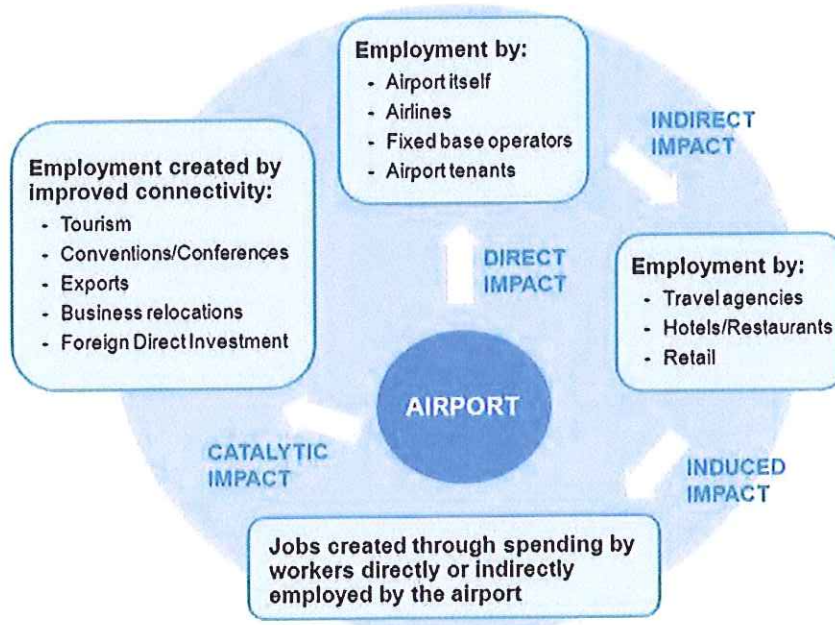 Employment by:
- Airport itself
- Airlines
- Fixed base operators
- Airport tenants
INDIRECT
IMPACT
Employment created by
improved connectivity:
- Tourism
- Conventions/Conferences
- Exports
- Business relocations
- Foreign Direct Investment
DIRECT
IMPACT
Employment by:
- Travel agencies
- Hotels/Restaurants
- Retail
AIRPORT
CATALYTIC
IMPACT
INDUCED
IMPACT
Jobs created through spending by
workers directly or indirectly
employed by the airport